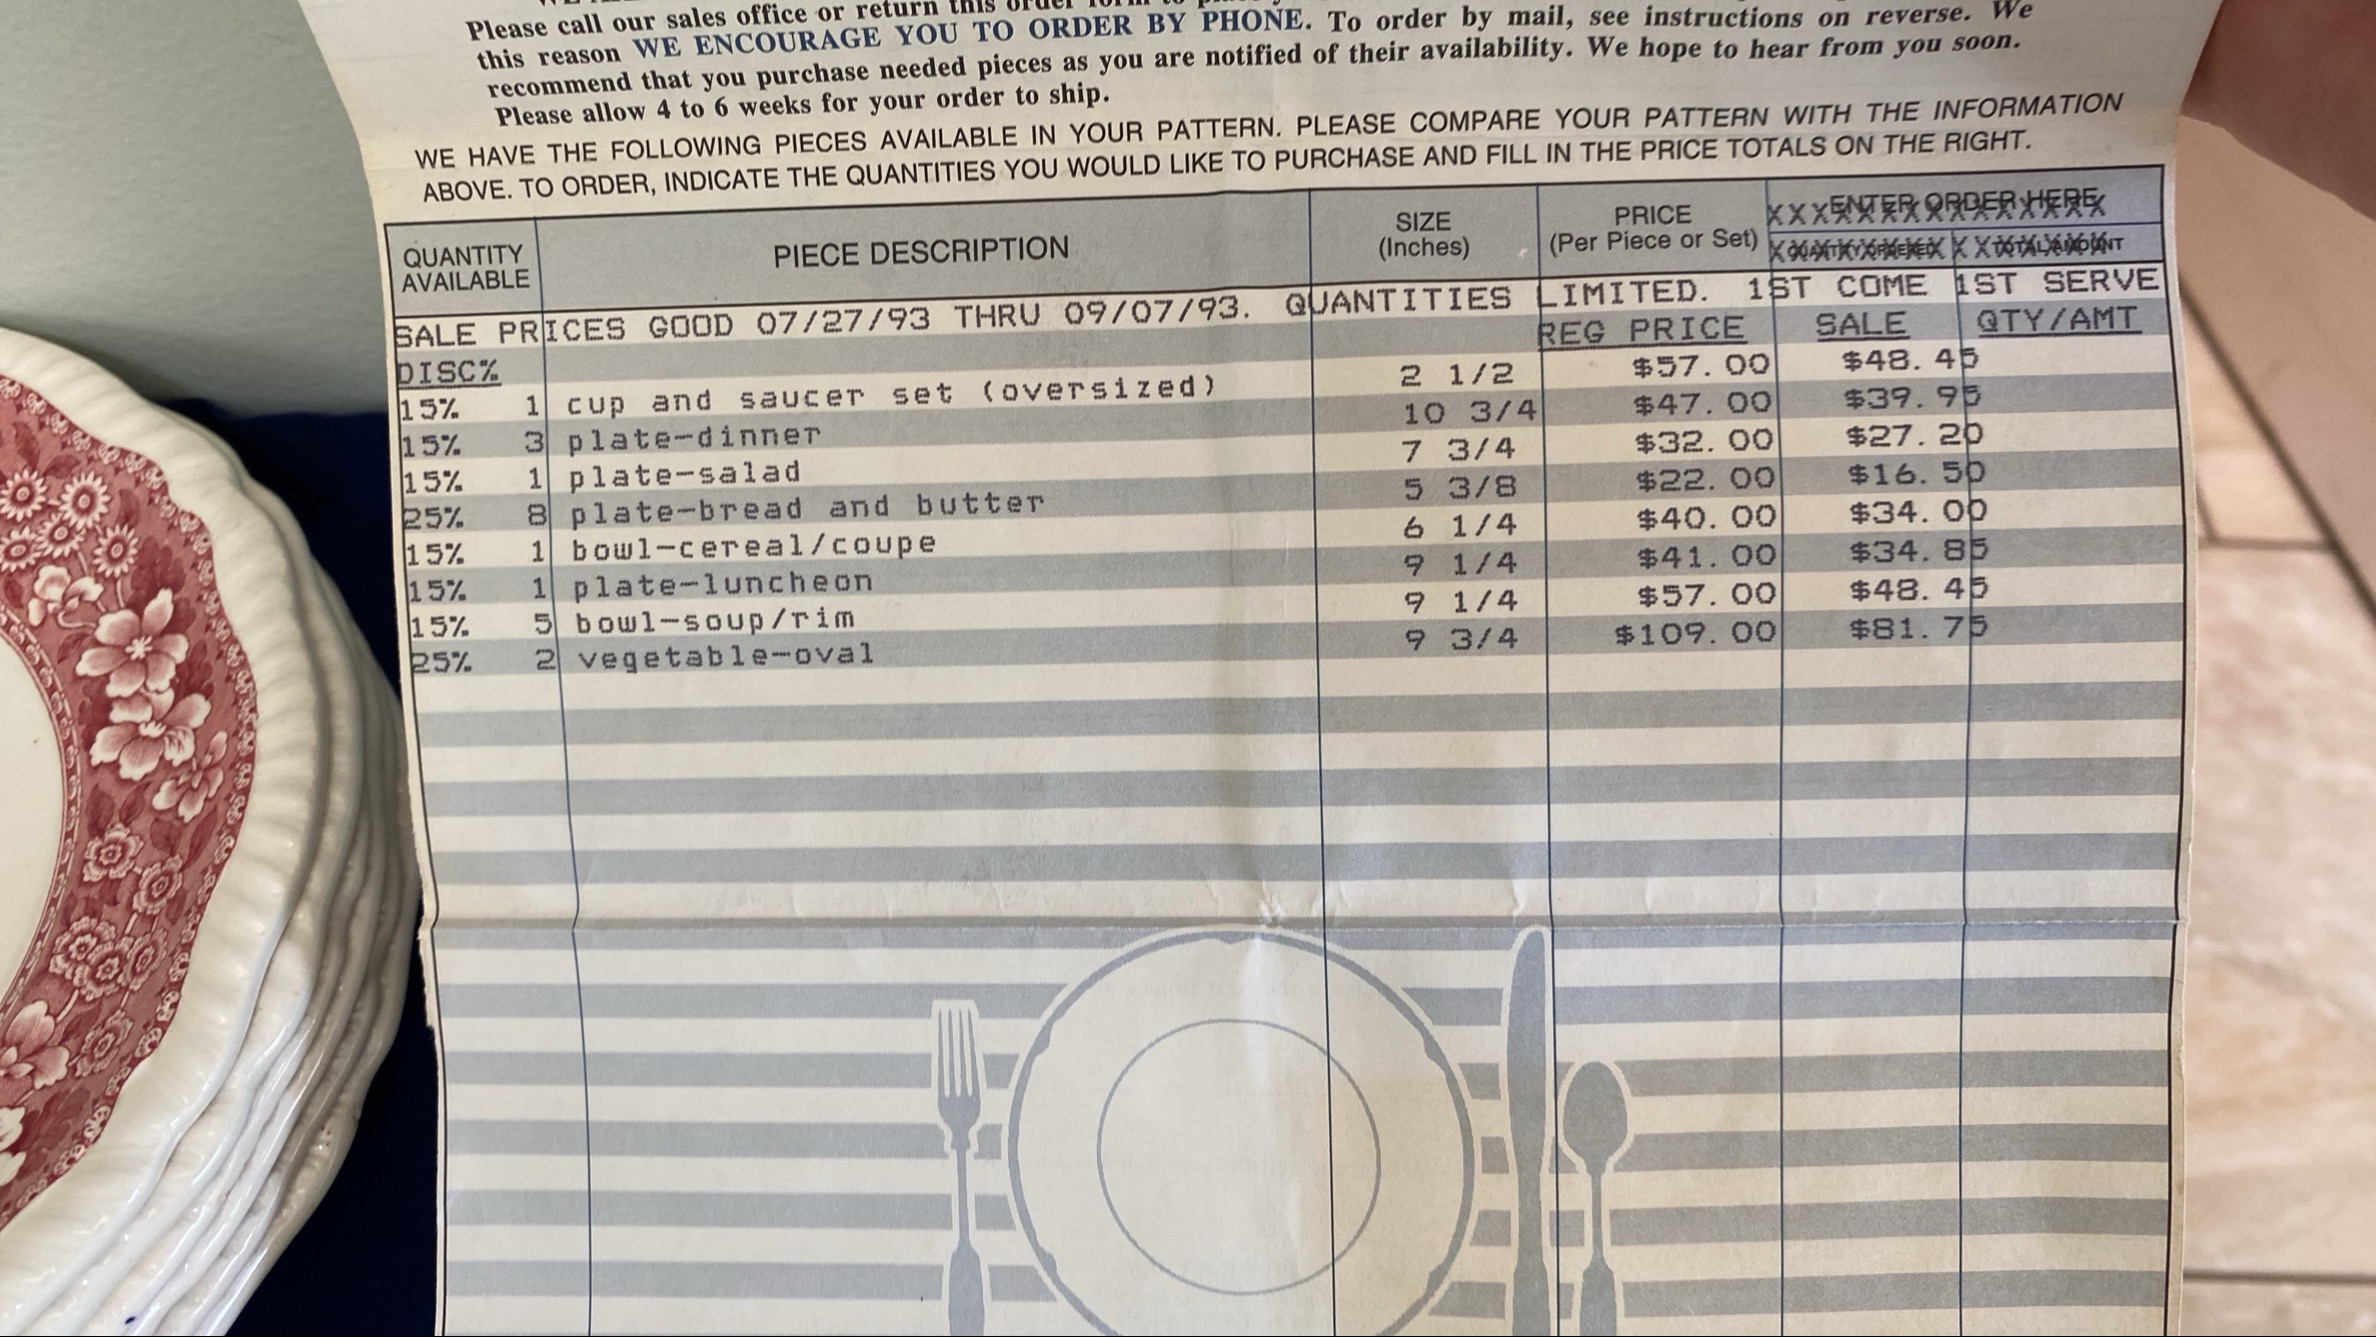 Please call our sales office or return this order form to
this reason WE ENCOURAGE YOU TO ORDER BY PHONE. To order by mail, see instructions on reverse. We
recommend that you purchase needed pieces as you are notified of their availability. We hope to hear from you soon.
Please allow 4 to 6 weeks for your order to ship.
WE HAVE THE FOLLOWING PIECES AVAILABLE IN YOUR PATTERN. PLEASE COMPARE YOUR PATTERN WITH THE INFORMATION
ABOVE. TO ORDER, INDICATE THE QUANTITIES YOU WOULD LIKE TO PURCHASE AND FILL IN THE PRICE TOTALS ON THE RIGHT.
QUANTITY AVAILABLE PIECE DESCRIPTION SIZE (Inches) PRICE (Per Piece or Set) ENTER ORDER HERE
QUANTITY ORDERED TOTAL AMOUNT
SALE PRICES GOOD 07/27/93 THRU 09/07/93. QUANTITIES LIMITED. 1ST COME 1ST SERVE
DISC% REG PRICE SALE QTY/AMT
15% 1 cup and saucer set (oversized) 2 1/2 $57.00 $48.45
15% 3 plate-dinner 10 3/4 $47.00 $39.95
15% 1 plate-salad 7 3/4 $32.00 $27.20
25% 8 plate-bread and butter 5 3/8 $22.00 $16.50
15% 1 bowl-cereal/coupe 6 1/4 $40.00 $34.00
15% 1 plate-luncheon 9 1/4 $41.00 $34.85
15% 5 bowl-soup/rim 9 1/4 $57.00 $48.45
25% 2 vegetable-oval 9 3/4 $109.00 $81.75